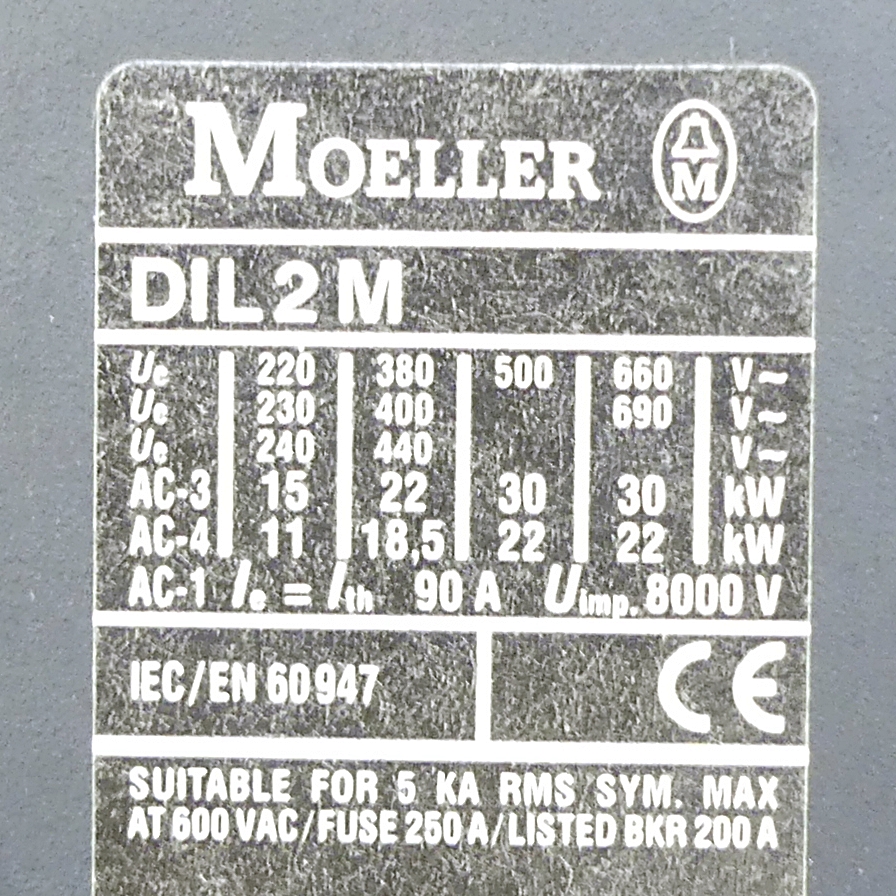 MOELLER
M
DIL 2 M
Ue 220 380 500 660 V~
Ue 230 400 690 V~
Ue 240 440 V~
AC-3 15 22 30 30 kW
AC-4 11 18,5 22 22 kW
AC-1 Ie = Ith 90 A Uimp. 8000 V
IEC/EN 60947 CE
SUITABLE FOR 5 KA RMS SYM. MAX
AT 600 VAC/FUSE 250 A/LISTED BKR 200 A